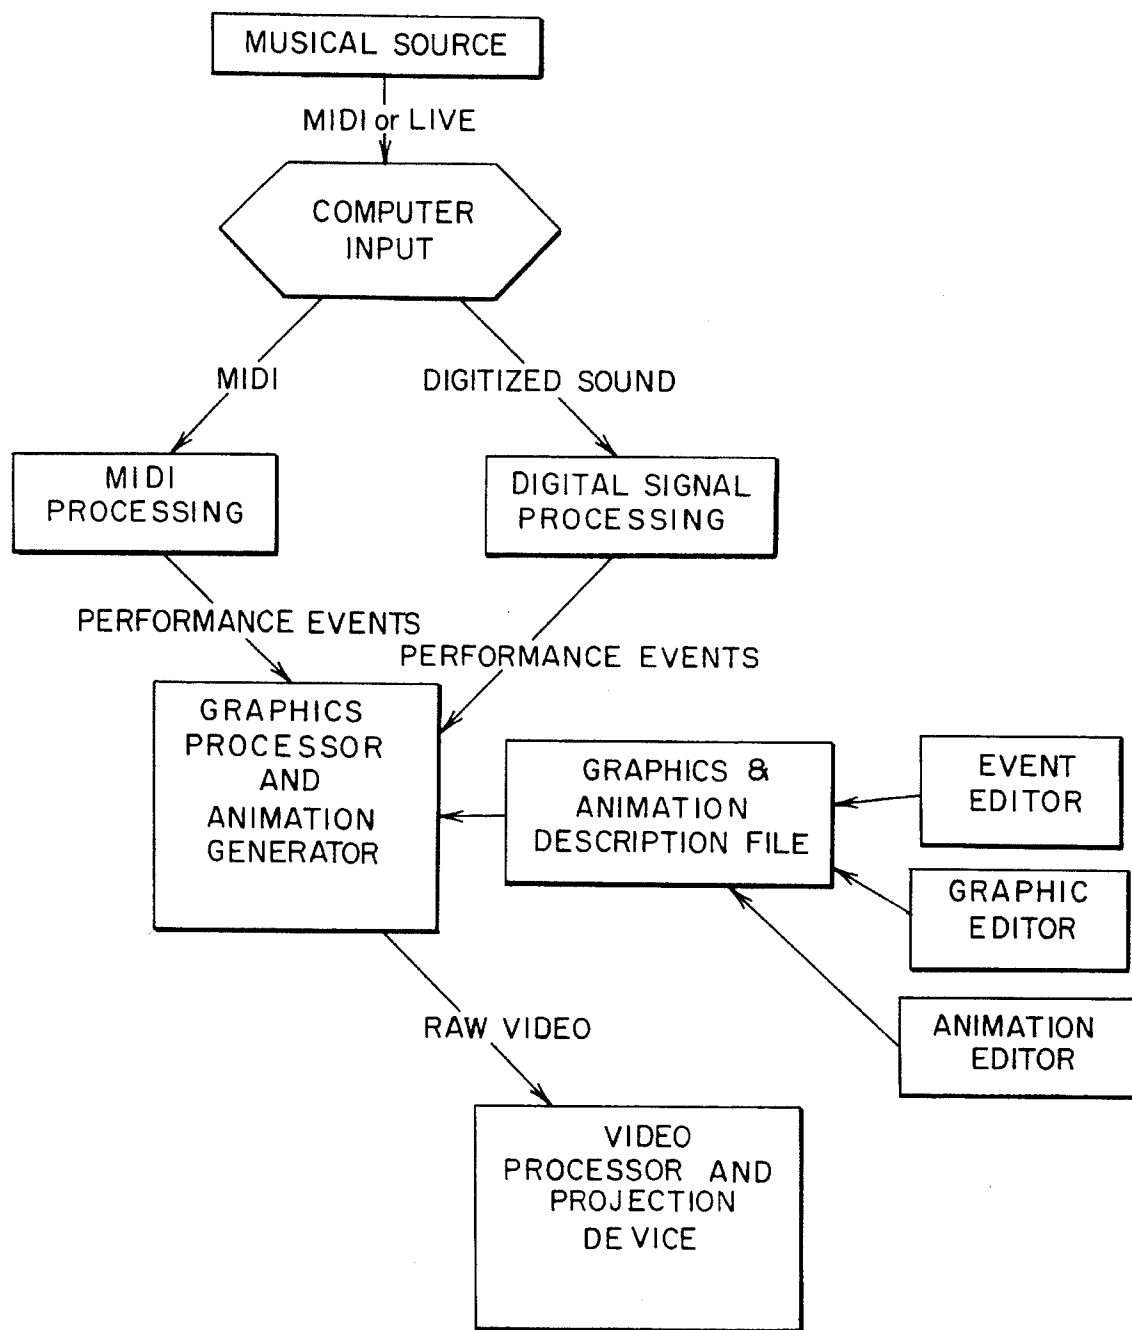 MUSICAL SOURCE
MIDI or LIVE
COMPUTER
INPUT
MIDI
DIGITIZED SOUND
MIDI
PROCESSING
DIGITAL SIGNAL
PROCESSING
PERFORMANCE EVENTS
PERFORMANCE EVENTS
GRAPHICS
PROCESSOR
AND
ANIMATION
GENERATOR
GRAPHICS &
ANIMATION
DESCRIPTION FILE
EVENT
EDITOR
GRAPHIC
EDITOR
ANIMATION
EDITOR
RAW VIDEO
VIDEO
PROCESSOR AND
PROJECTION
DEVICE